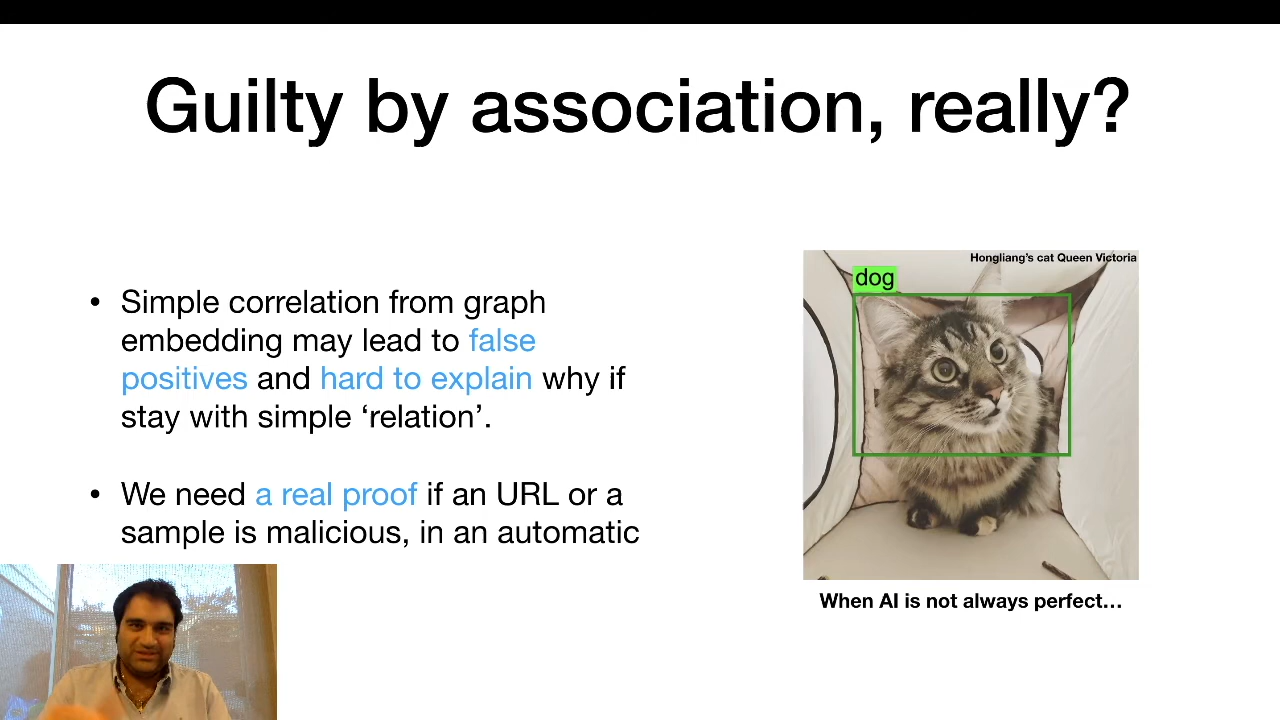 Guilty by association, really?
• Simple correlation from graph
embedding may lead to false
positives and hard to explain why if
stay with simple ‘relation’.
• We need a real proof if an URL or a
sample is malicious, in an automatic
Hongliang’s cat Queen Victoria
dog
When AI is not always perfect…